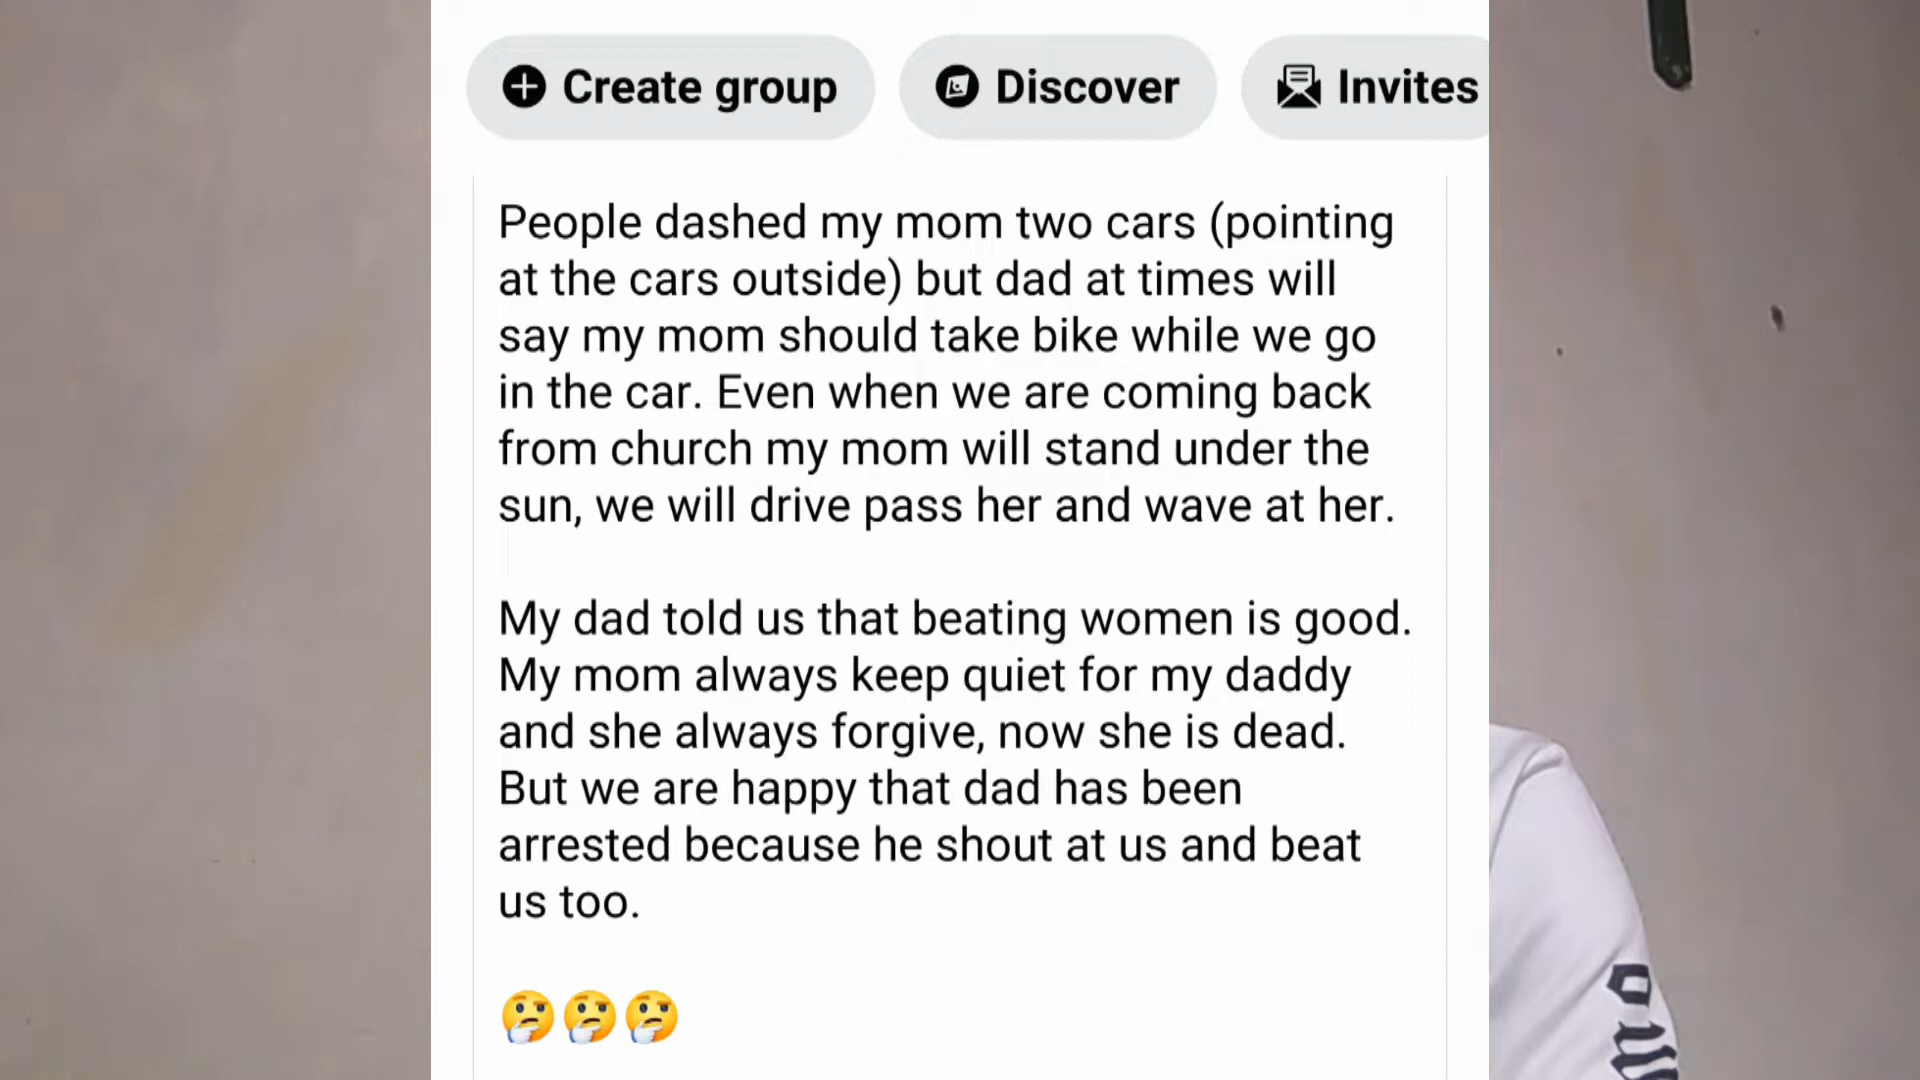 Create group Discover Invites
People dashed my mom two cars (pointing
at the cars outside) but dad at times will
say my mom should take bike while we go
in the car. Even when we are coming back
from church my mom will stand under the
sun, we will drive pass her and wave at her.
My dad told us that beating women is good.
My mom always keep quiet for my daddy
and she always forgive, now she is dead.
But we are happy that dad has been
arrested because he shout at us and beat
us too.
🤔🤔🤔